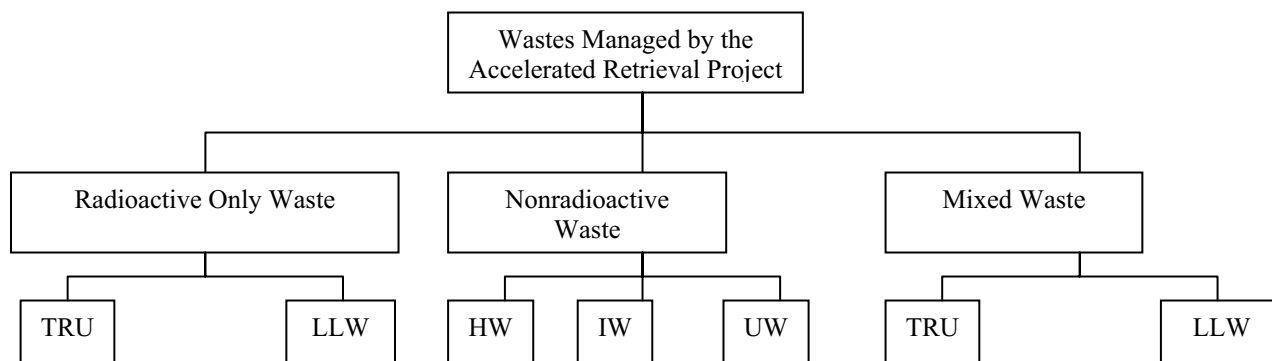 Wastes Managed by the
Accelerated Retrieval Project
Radioactive Only Waste
Nonradioactive
Waste
Mixed Waste
TRU
LLW
HW
IW
UW
TRU
LLW